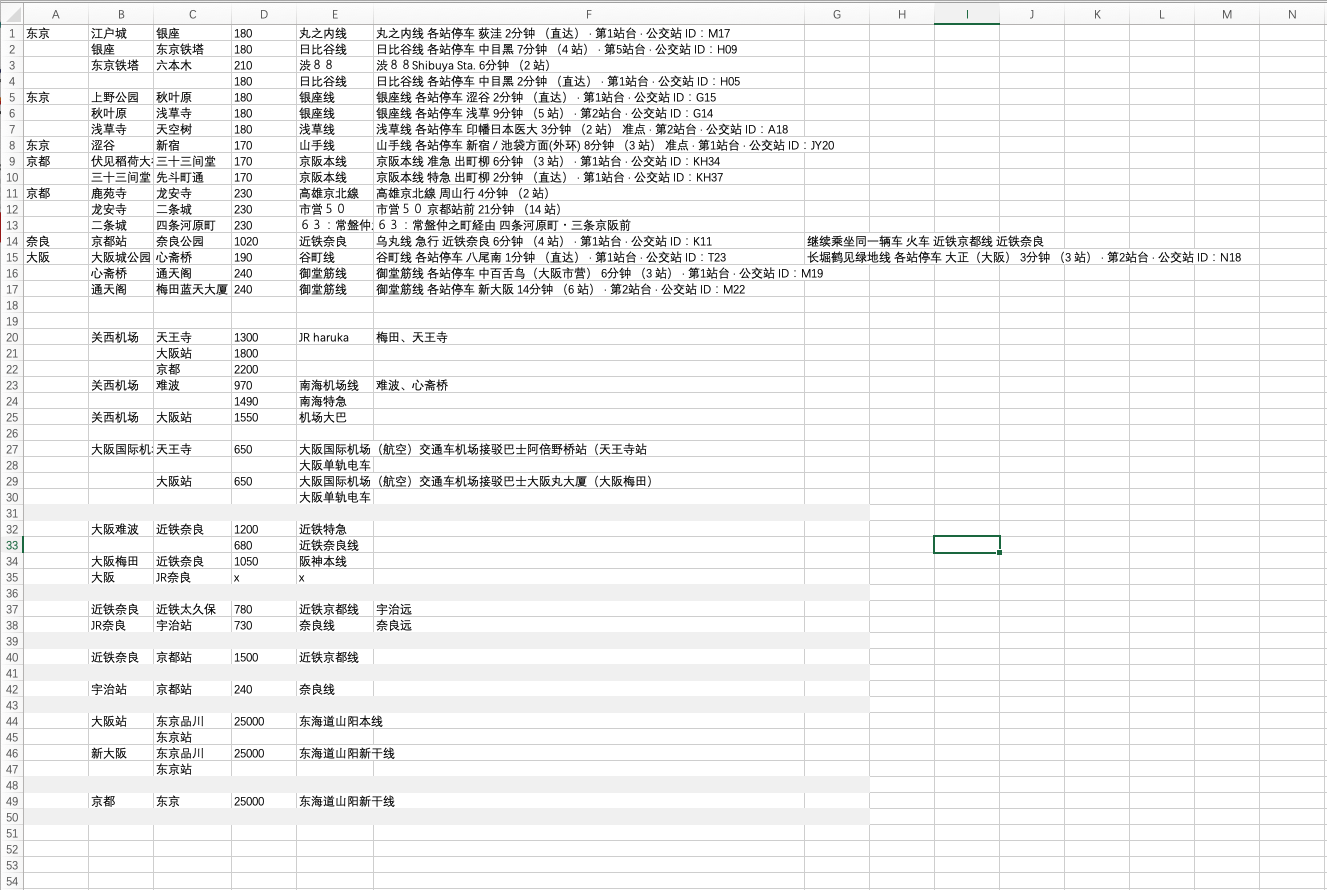 A B C D E F G H I J K L M N
1 东京 江户城 银座 180 丸之内线 丸之内线 各站停车 荻洼 2分钟 （直达） · 第1站台 · 公交站 ID：M17
2 银座 东京铁塔 180 日比谷线 日比谷线 各站停车 中目黑 7分钟 （4 站） · 第5站台 · 公交站 ID：H09
3 东京铁塔 六本木 210 渋８８ 渋８８Shibuya Sta. 6分钟 （2 站）
4 180 日比谷线 日比谷线 各站停车 中目黑 2分钟 （直达） · 第1站台 · 公交站 ID：H05
5 东京 上野公园 秋叶原 180 银座线 银座线 各站停车 涩谷 2分钟 （直达） · 第1站台 · 公交站 ID：G15
6 秋叶原 浅草寺 180 银座线 银座线 各站停车 浅草 9分钟 （5 站） · 第2站台 · 公交站 ID：G14
7 浅草寺 天空树 180 浅草线 浅草线 各站停车 印幡日本医大 3分钟 （2 站） 准点 · 第2站台 · 公交站 ID：A18
8 东京 涩谷 新宿 170 山手线 山手线 各站停车 新宿 / 池袋方面(外环) 8分钟 （3 站） 准点 · 第1站台 · 公交站 ID：JY20
9 京都 伏见稻荷大 三十三间堂 170 京阪本线 京阪本线 准急 出町柳 6分钟 （3 站） · 第1站台 · 公交站 ID：KH34
10 三十三间堂 先斗町通 170 京阪本线 京阪本线 特急 出町柳 2分钟 （直达） · 第1站台 · 公交站 ID：KH37
11 京都 鹿苑寺 龙安寺 230 高雄京北線 高雄京北線 周山行 4分钟 （2 站）
12 龙安寺 二条城 230 市営５０ 市営５０ 京都站前 21分钟 （14 站）
13 二条城 四条河原町 230 ６３：常盤仲 ６３：常盤仲之町経由 四条河原町・三条京阪前
14 奈良 京都站 奈良公园 1020 近铁奈良 乌丸线 急行 近铁奈良 6分钟 （4 站） · 第1站台 · 公交站 ID：K11 继续乘坐同一辆车 火车 近铁京都线 近铁奈良
15 大阪 大阪城公园 心斋桥 190 谷町线 谷町线 各站停车 八尾南 1分钟 （直达） · 第1站台 · 公交站 ID：T23 长堀鹤见绿地线 各站停车 大正（大阪） 3分钟 （3 站） · 第2站台 · 公交站 ID：N18
16 心斋桥 通天阁 240 御堂筋线 御堂筋线 各站停车 中百舌鸟（大阪市营） 6分钟 （3 站） · 第1站台 · 公交站 ID：M19
17 通天阁 梅田蓝天大厦 240 御堂筋线 御堂筋线 各站停车 新大阪 14分钟 （6 站） · 第2站台 · 公交站 ID：M22
18
19
20 关西机场 天王寺 1300 JR haruka 梅田、天王寺
21 大阪站 1800
22 京都 2200
23 关西机场 难波 970 南海机场线 难波、心斋桥
24 1490 南海特急
25 关西机场 大阪站 1550 机场大巴
26
27 大阪国际机 天王寺 650 大阪国际机场（航空）交通车机场接驳巴士阿倍野桥站（天王寺站
28 大阪单轨电车
29 大阪站 650 大阪国际机场（航空）交通车机场接驳巴士大阪丸大厦（大阪梅田）
30 大阪单轨电车
31
32 大阪难波 近铁奈良 1200 近铁特急
33 680 近铁奈良线
34 大阪梅田 近铁奈良 1050 阪神本线
35 大阪 JR奈良 x x
36
37 近铁奈良 近铁太久保 780 近铁京都线 宇治远
38 JR奈良 宇治站 730 奈良线 奈良远
39
40 近铁奈良 京都站 1500 近铁京都线
41
42 宇治站 京都站 240 奈良线
43
44 大阪站 东京品川 25000 东海道山阳本线
45 东京站
46 新大阪 东京品川 25000 东海道山阳新干线
47 东京站
48
49 京都 东京 25000 东海道山阳新干线
50
51
52
53
54